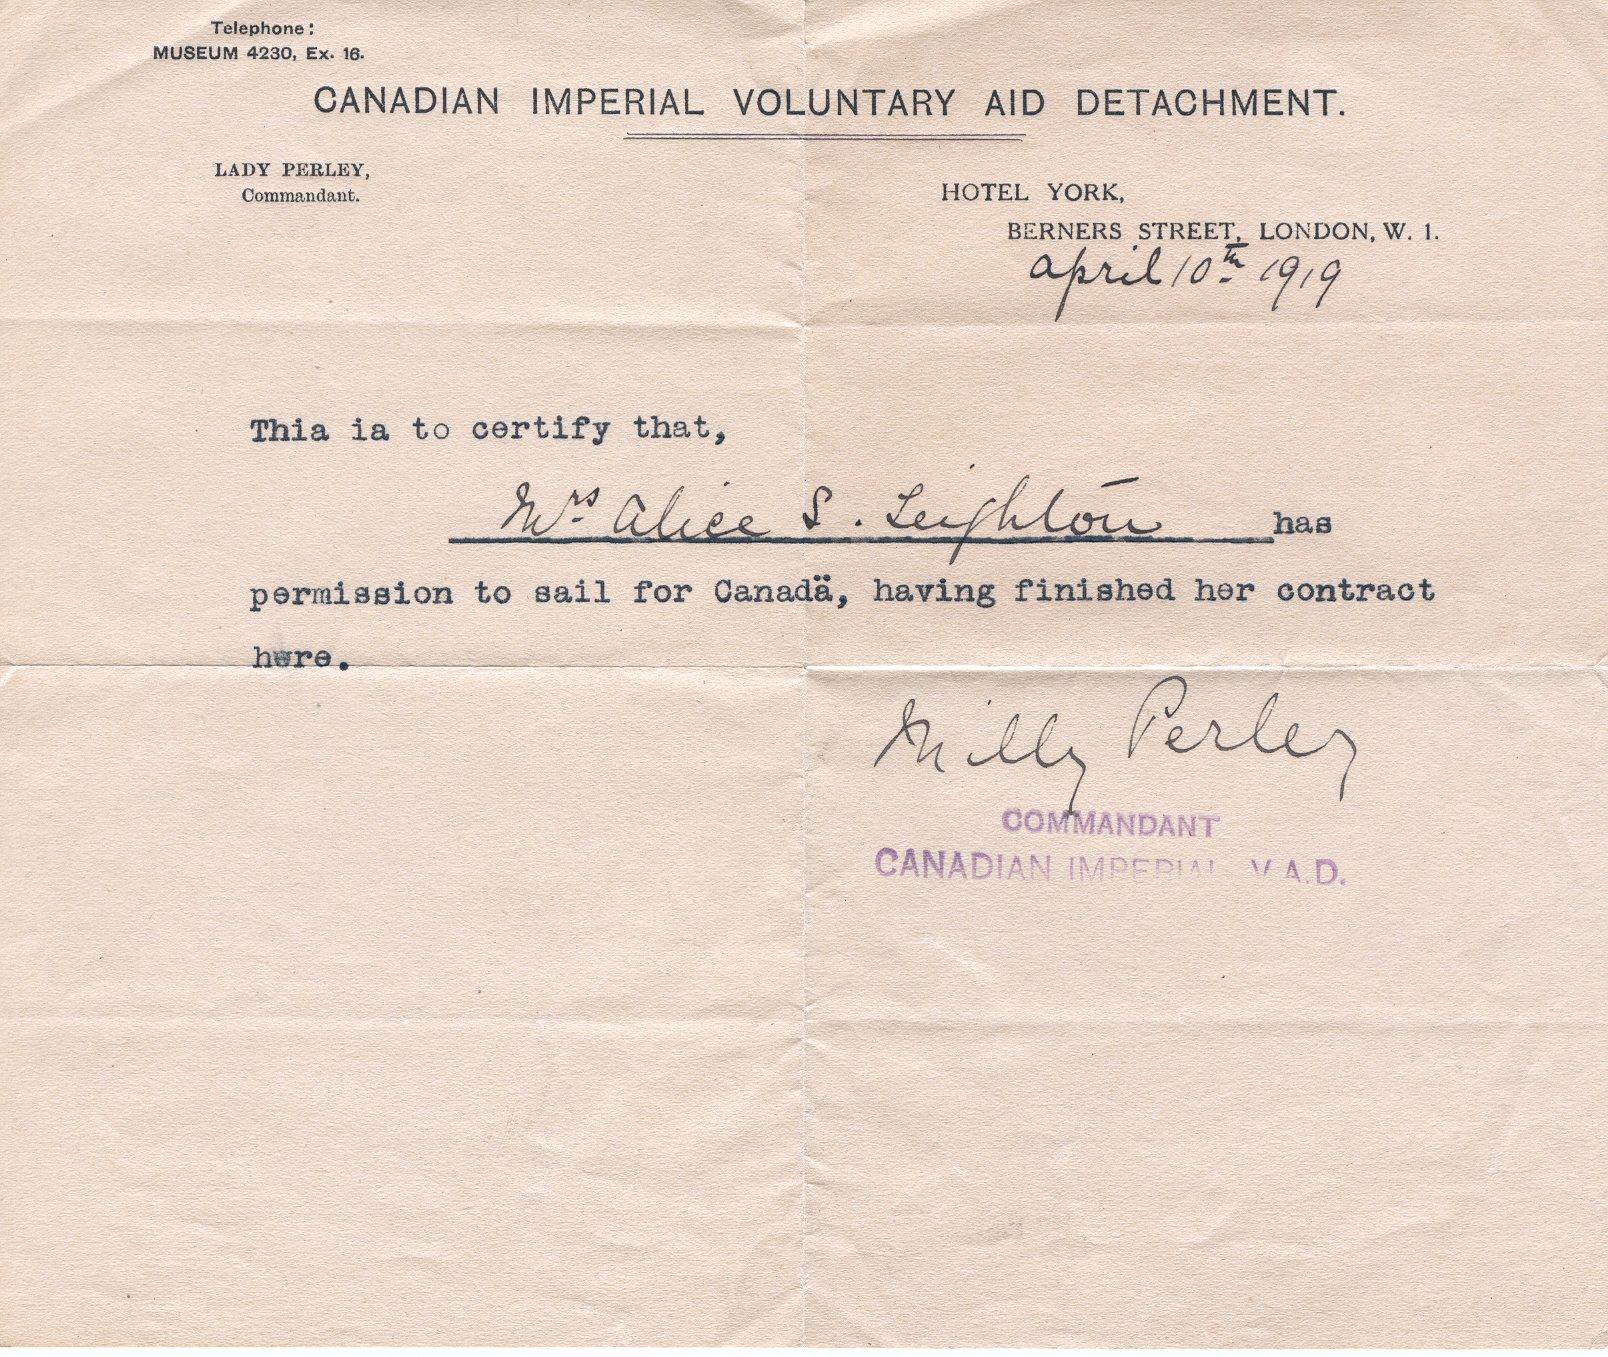 Telephone:
MUSEUM 4230, Ex. 16.
CANADIAN IMPERIAL VOLUNTARY AID DETACHMENT.
LADY PERLEY,
Commandant.
HOTEL YORK,
BERNERS STREET, LONDON, W. 1.
April 10th 1919
Thia ia to certify that,
Mrs Alice S. Leighton has
permission to sail for Canadä, having finished her contract
here.
Milly Perley
COMMANDANT
CANADIAN IMPERIAL V.A.D.